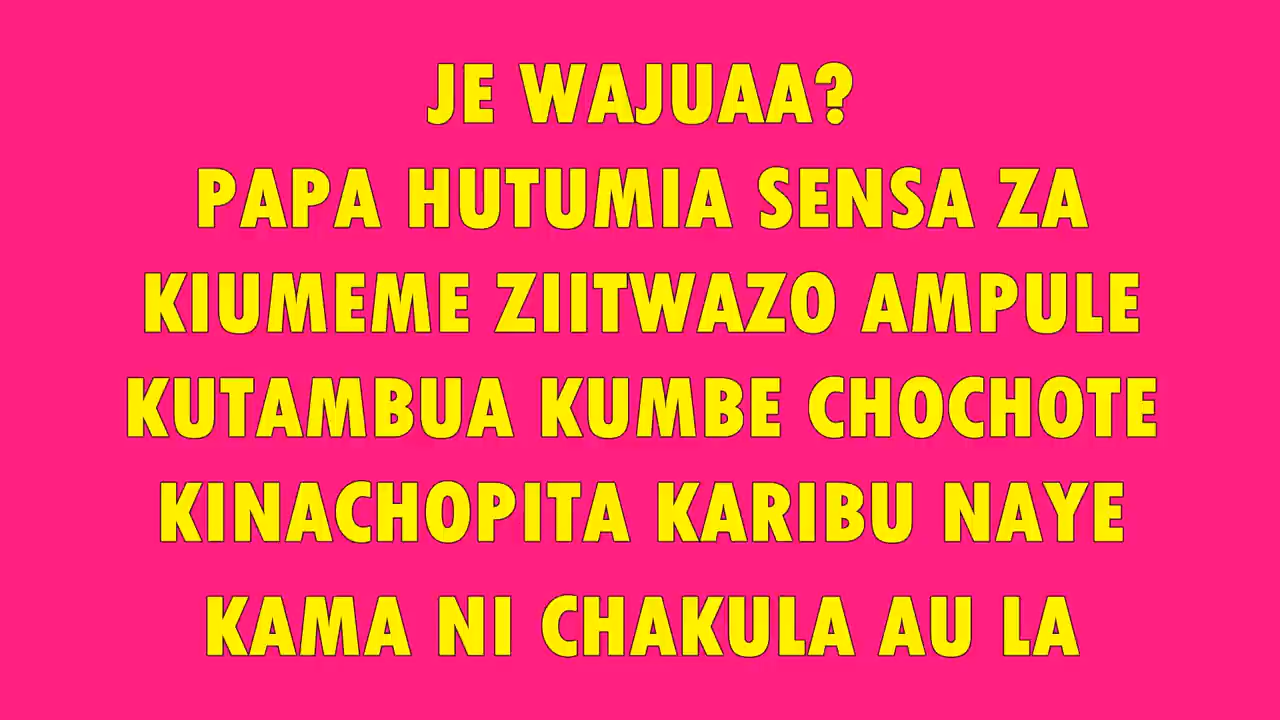 JE WAJUAA?
PAPA HUTUMIA SENSA ZA
KIUMEME ZIITWAZO AMPULE
KUTAMBUA KUMBE CHOCHOTE
KINACHOPITA KARIBU NAYE
KAMA NI CHAKULA AU LA